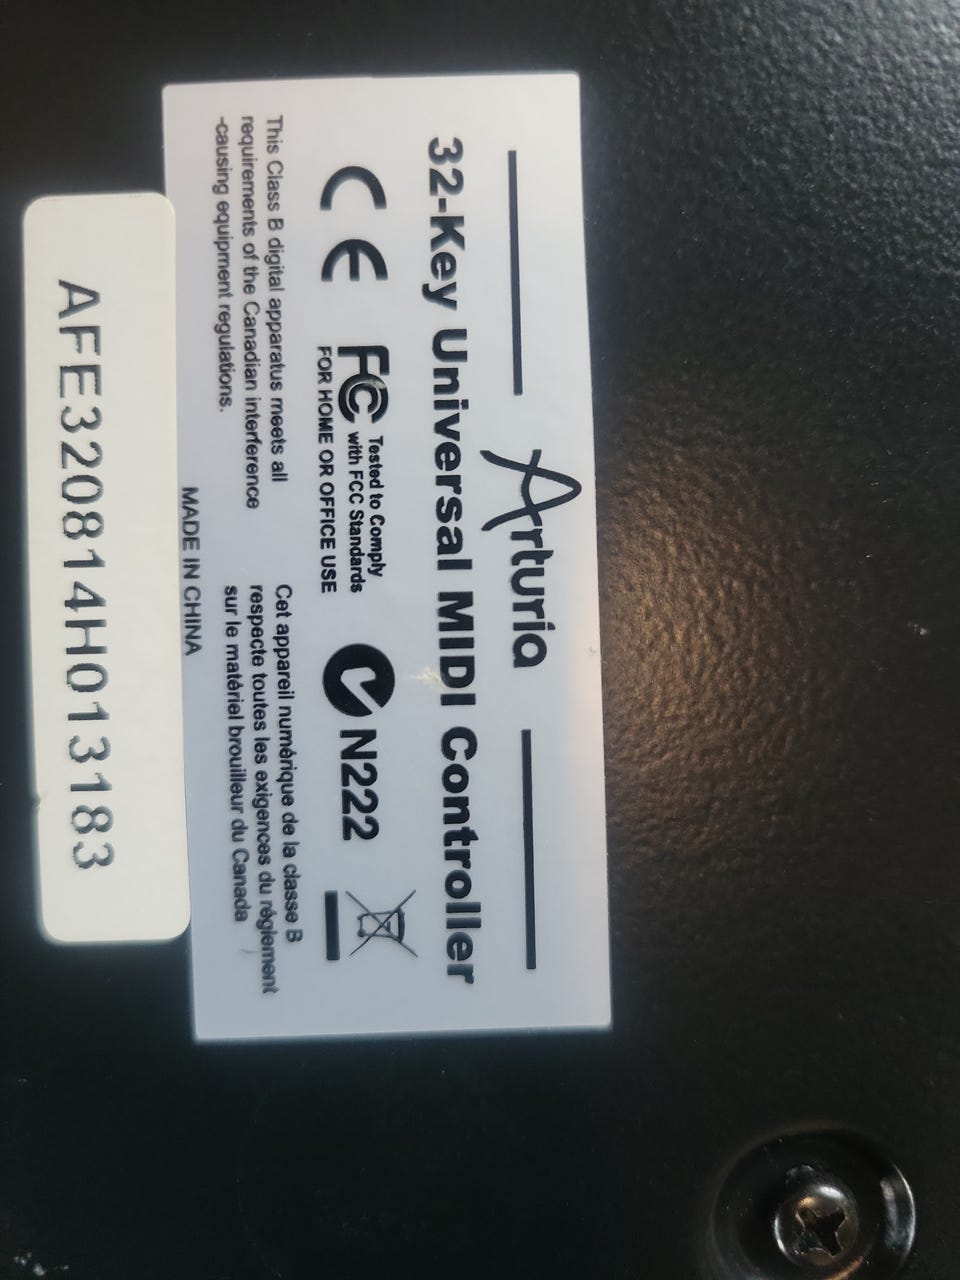 Arturia
32-Key Universal MIDI Controller
CE
FC Tested to Comply
with FCC Standards
FOR HOME OR OFFICE USE
N222
This Class B digital apparatus meets all
requirements of the Canadian interference
-causing equipment regulations.
Cet appareil numérique de la classe B
respecte toutes les exigences du règlement
sur le matériel brouilleur du Canada
MADE IN CHINA
AFE320814H013183